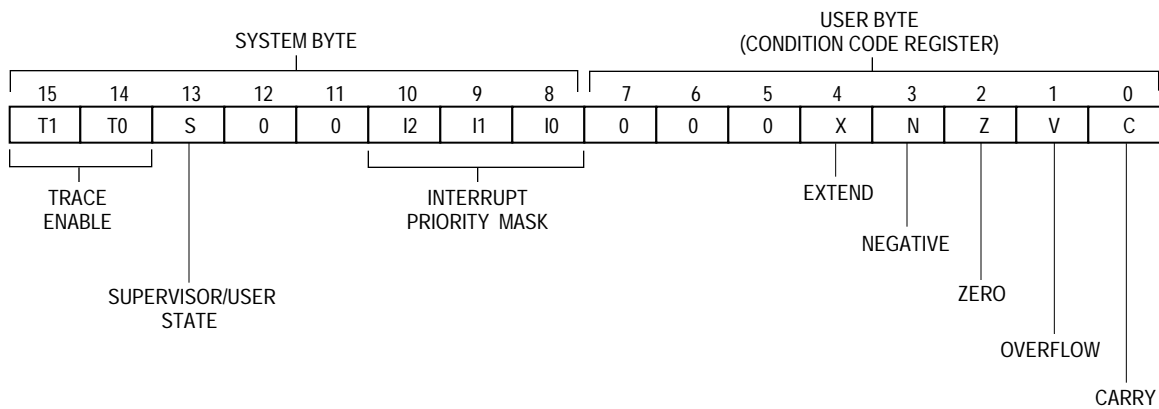 USER BYTE
SYSTEM BYTE
(CONDITION CODE REGISTER)
15 14 13 12 11 10 9 8 7 6 5 4 3 2 1 0
T1 T0 S 0 0 I2 I1 I0 0 0 0 X N Z V C
TRACE
ENABLE
INTERRUPT
PRIORITY MASK
EXTEND
NEGATIVE
SUPERVISOR/USER
STATE
ZERO
OVERFLOW
CARRY